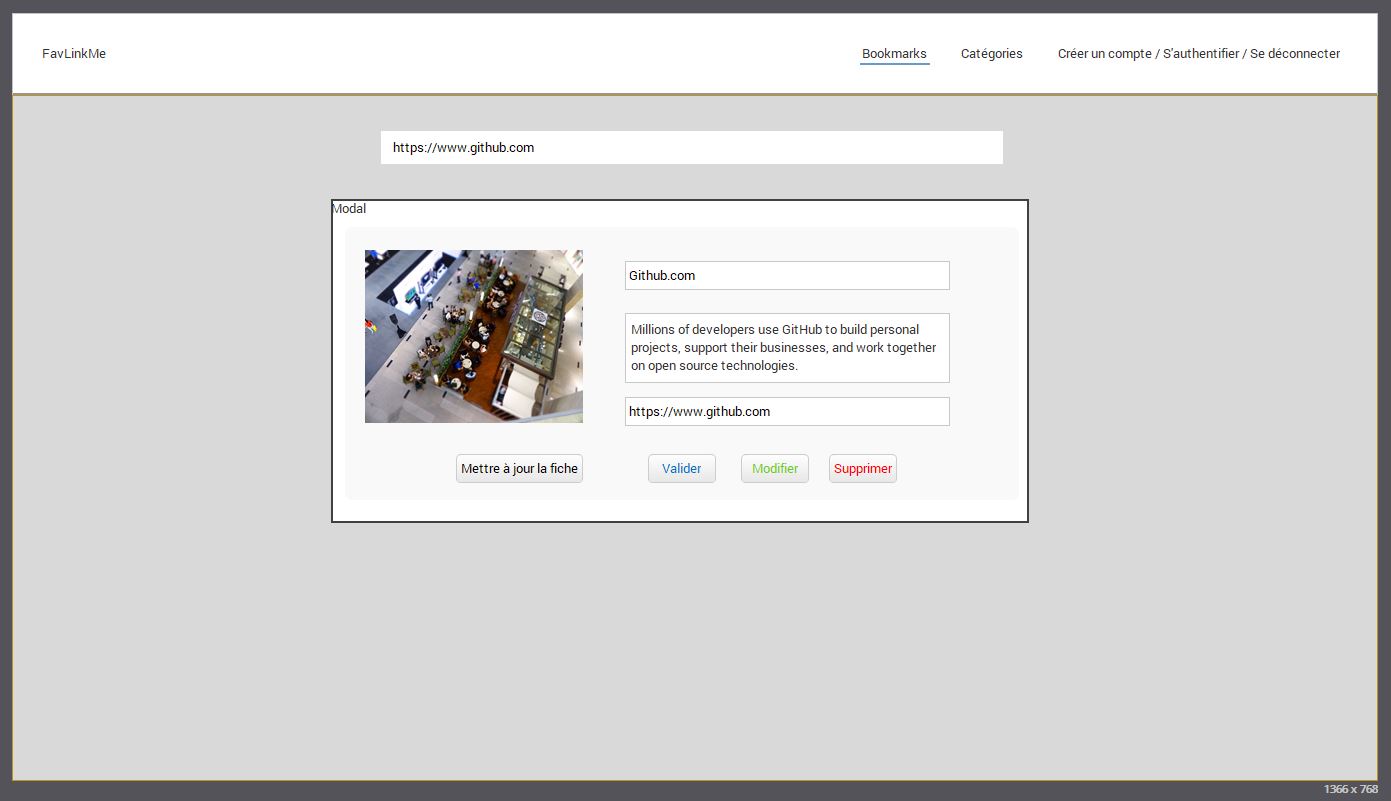 FavLinkMe
Bookmarks
Catégories
Créer un compte / S'authentifier / Se déconnecter
https://www.github.com
Modal
Github.com
Millions of developers use GitHub to build personal
projects, support their businesses, and work together
on open source technologies.
https://www.github.com
Mettre à jour la fiche
Valider
Modifier
Supprimer
1366 x 768